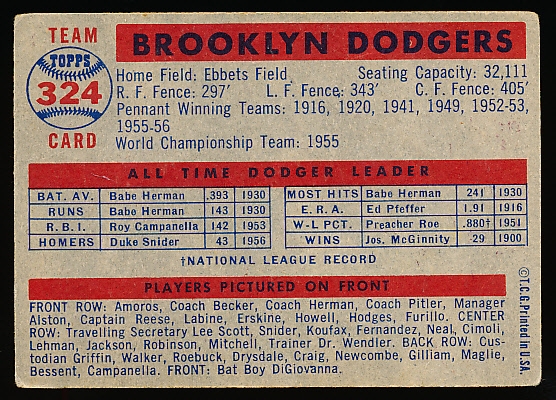 TEAM
TOPPS
324
CARD
BROOKLYN DODGERS
Home Field: Ebbets Field Seating Capacity: 32,111
R. F. Fence: 297' L. F. Fence: 343' C. F. Fence: 405'
Pennant Winning Teams: 1916, 1920, 1941, 1949, 1952-53,
1955-56
World Championship Team: 1955
ALL TIME DODGER LEADER
BAT. AV. Babe Herman .393 1930
RUNS Babe Herman 143 1930
R.B.I. Roy Campanella 142 1953
HOMERS Duke Snider 43 1956
MOST HITS Babe Herman 241 1930
E.R.A. Ed Pfeffer 1.91 1916
W-L PCT. Preacher Roe .880† 1951
WINS Jos. McGinnity 29 1900
†NATIONAL LEAGUE RECORD
PLAYERS PICTURED ON FRONT
FRONT ROW: Amoros, Coach Becker, Coach Herman, Coach Pitler, Manager
Alston, Captain Reese, Labine, Erskine, Howell, Hodges, Furillo. CENTER
ROW: Travelling Secretary Lee Scott, Snider, Koufax, Fernandez, Neal, Cimoli,
Lehman, Jackson, Robinson, Mitchell, Trainer Dr. Wendler. BACK ROW: Cus-
todian Griffin, Walker, Roebuck, Drysdale, Craig, Newcombe, Gilliam, Maglie,
Bessent, Campanella. FRONT: Bat Boy DiGiovanna.
©T.C.G. Printed in U.S.A.